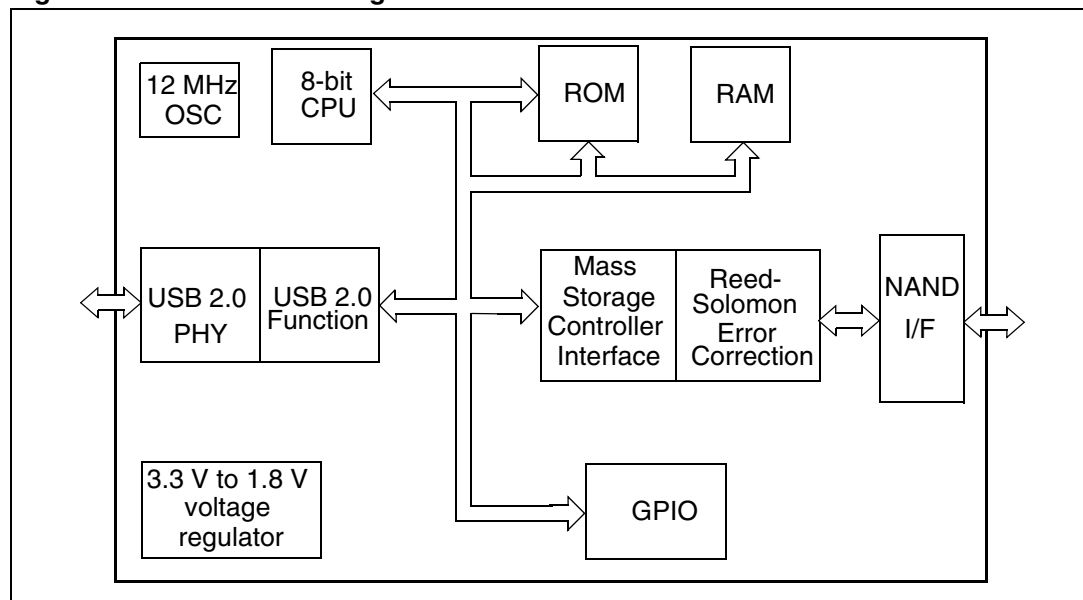 12 MHz
OSC
8-bit
CPU
ROM
RAM
USB 2.0
PHY
USB 2.0
Function
Mass
Storage
Controller
Interface
Reed-
Solomon
Error
Correction
NAND
I/F
3.3 V to 1.8 V
voltage
regulator
GPIO